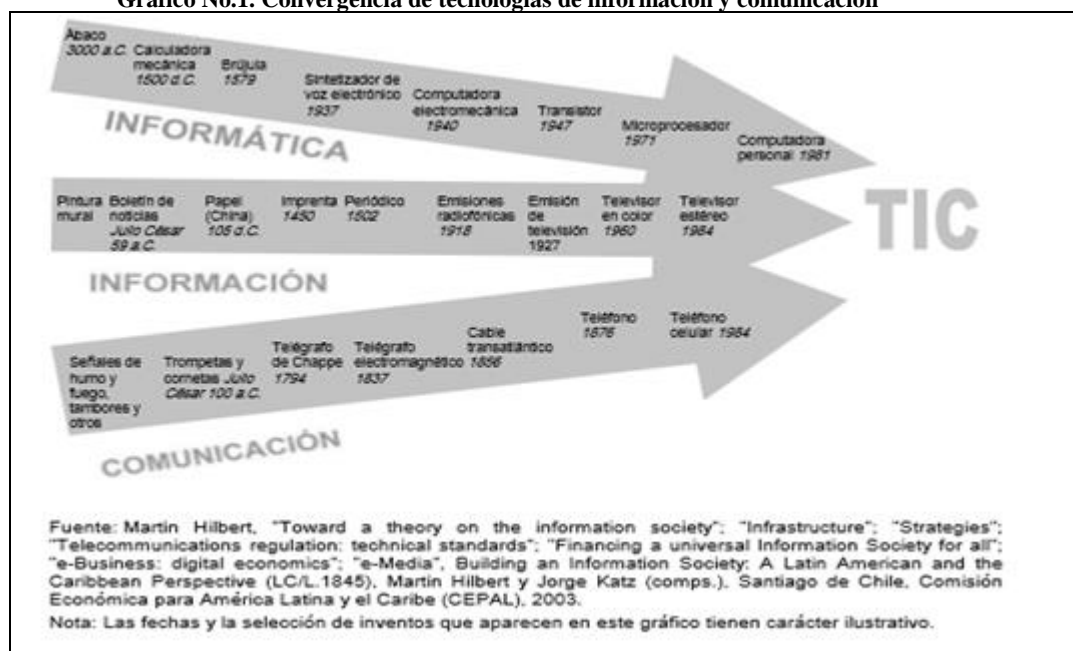 Gráfico No.1. Convergencia de tecnologías de información y comunicación
Ábaco
3000 a.C.
Calculadora
mecánica
1500 d.C.
Brújula
1579
Sintetizador de
voz electrónico
1937
Computadora
electromecánica
1940
Transistor
1947
Microprocesador
1971
Computadora
personal 1981
INFORMÁTICA
Pintura
mural
Boletín de
noticias
Julio César
59 a.C.
Papel
(China)
105 d.C.
Imprenta
1450
Periódico
1502
Emisiones
radiofónicas
1918
Emisión
de
televisión
1927
Televisor
en color
1960
Televisor
estéreo
1984
TIC
INFORMACIÓN
Señales de
humo y
fuego,
tambores y
otros
Trompetas y
cornetas Julio
César 100 a.C.
Telégrafo
de Chappe
1794
Telégrafo
electromagnético
1837
Cable
transatlántico
1856
Teléfono
1876
Teléfono
celular 1984
COMUNICACIÓN
Fuente: Martin Hilbert, "Toward a theory on the information society"; "Infrastructure"; "Strategies";
"Telecommunications regulation: technical standards"; "Financing a universal Information Society for all";
"e-Business: digital economics"; "e-Media", Building an Information Society: A Latin American and the
Caribbean Perspective (LC/L.1845), Martin Hilbert y Jorge Katz (comps.), Santiago de Chile, Comisión
Económica para América Latina y el Caribe (CEPAL), 2003.
Nota: Las fechas y la selección de inventos que aparecen en este gráfico tienen carácter ilustrativo.